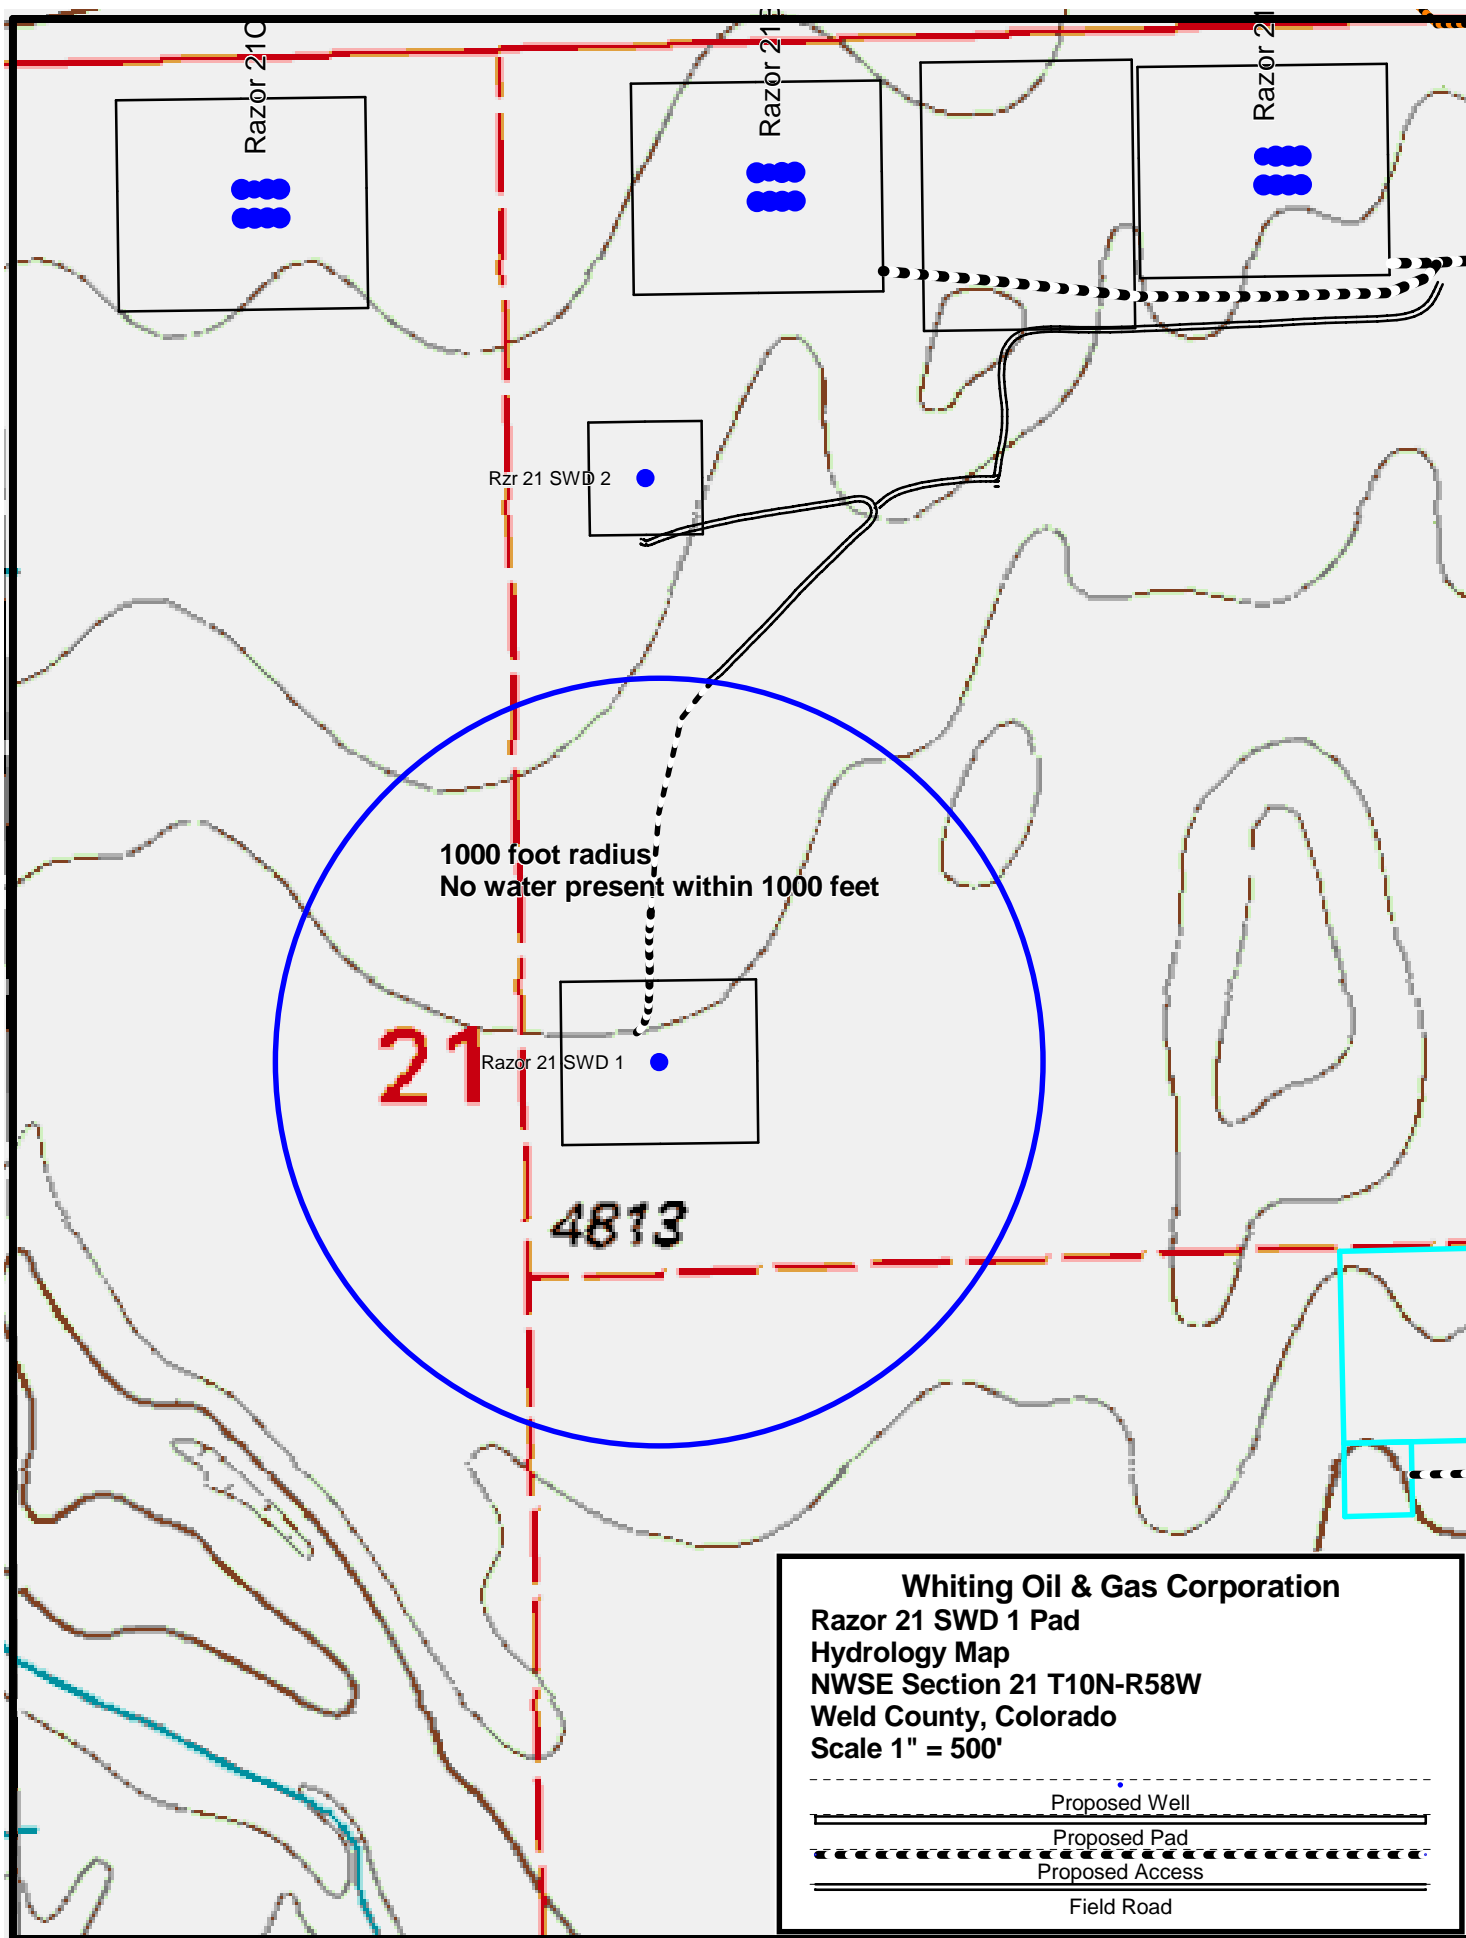 Razor 21C
Razor 21
Razor 21
Rzr 21 SWD 2
1000 foot radius
No water present within 1000 feet
21
Razor 21 SWD 1
4813
Whiting Oil & Gas Corporation
Razor 21 SWD 1 Pad
Hydrology Map
NWSE Section 21 T10N-R58W
Weld County, Colorado
Scale 1" = 500'
Proposed Well
Proposed Pad
Proposed Access
Field Road